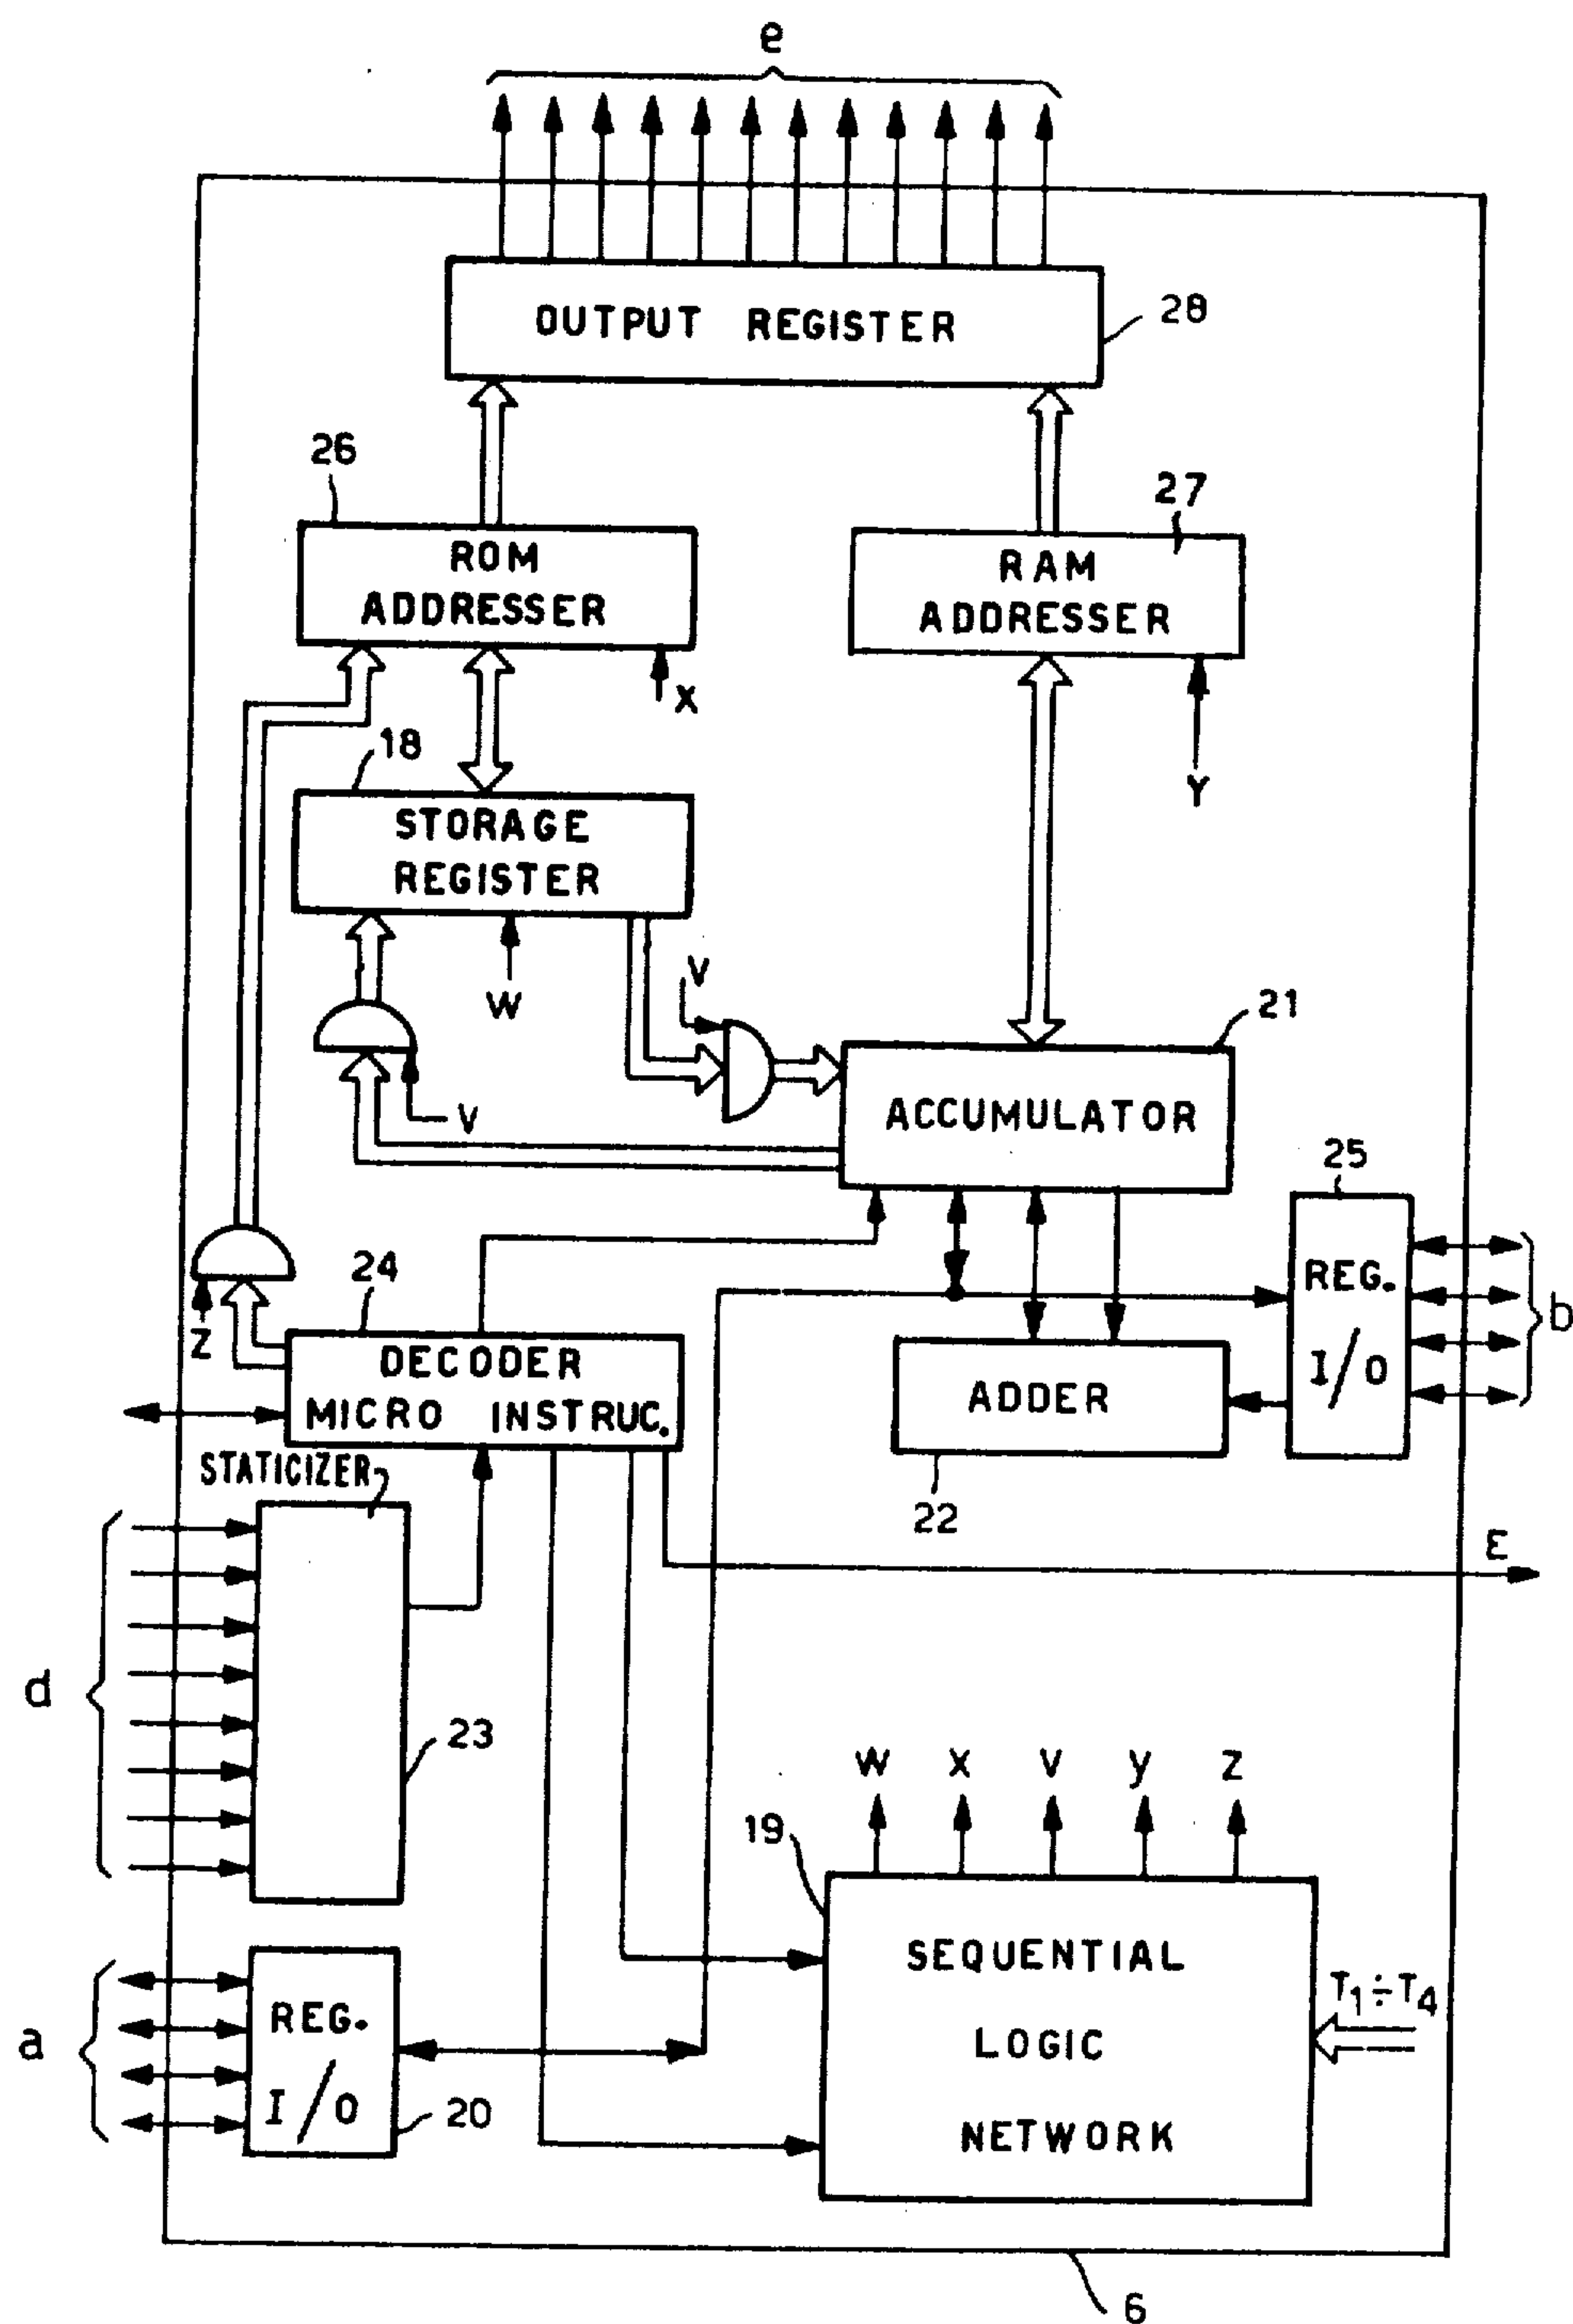 e
OUTPUT REGISTER
28
26
27
ROM
ADDRESSER
RAM
ADDRESSER
X
18
Y
STORAGE
REGISTER
V
W
21
V
ACCUMULATOR
25
24
REG.
I/O
b
Z
DECODER
MICRO INSTRUC.
ADDER
STATICIZER
22
E
d
23
W X V Y Z
19
SEQUENTIAL
LOGIC
NETWORK
T1÷T4
a
REG.
I/O
20
6